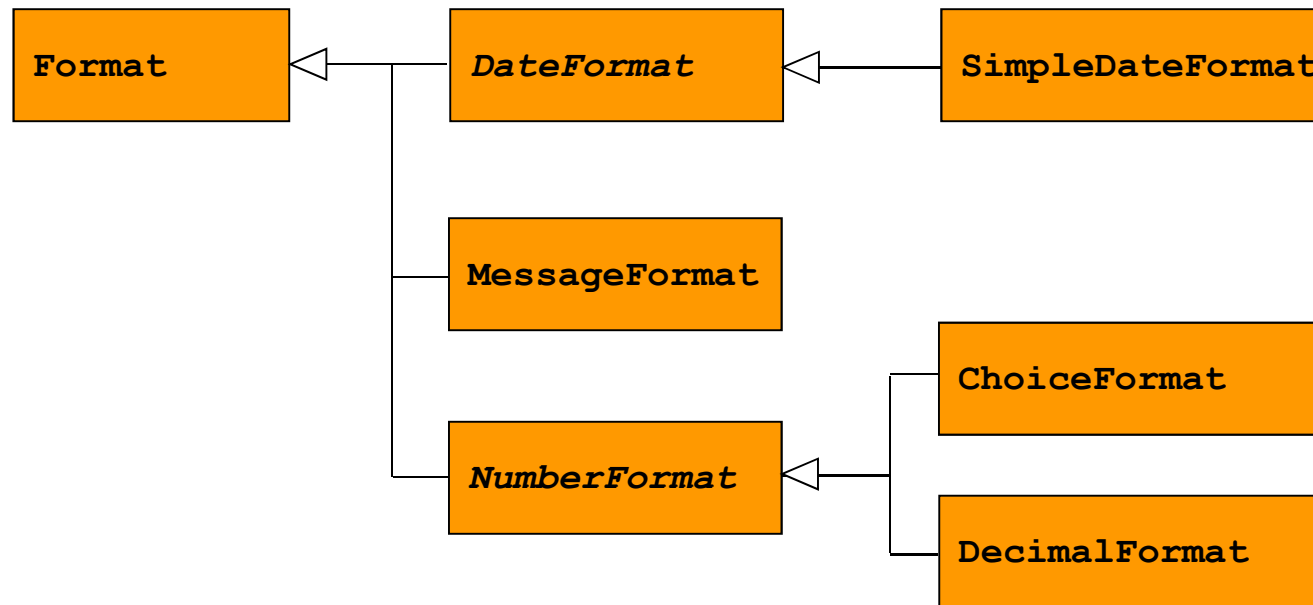 Format
DateFormat
SimpleDateFormat
MessageFormat
ChoiceFormat
NumberFormat
DecimalFormat